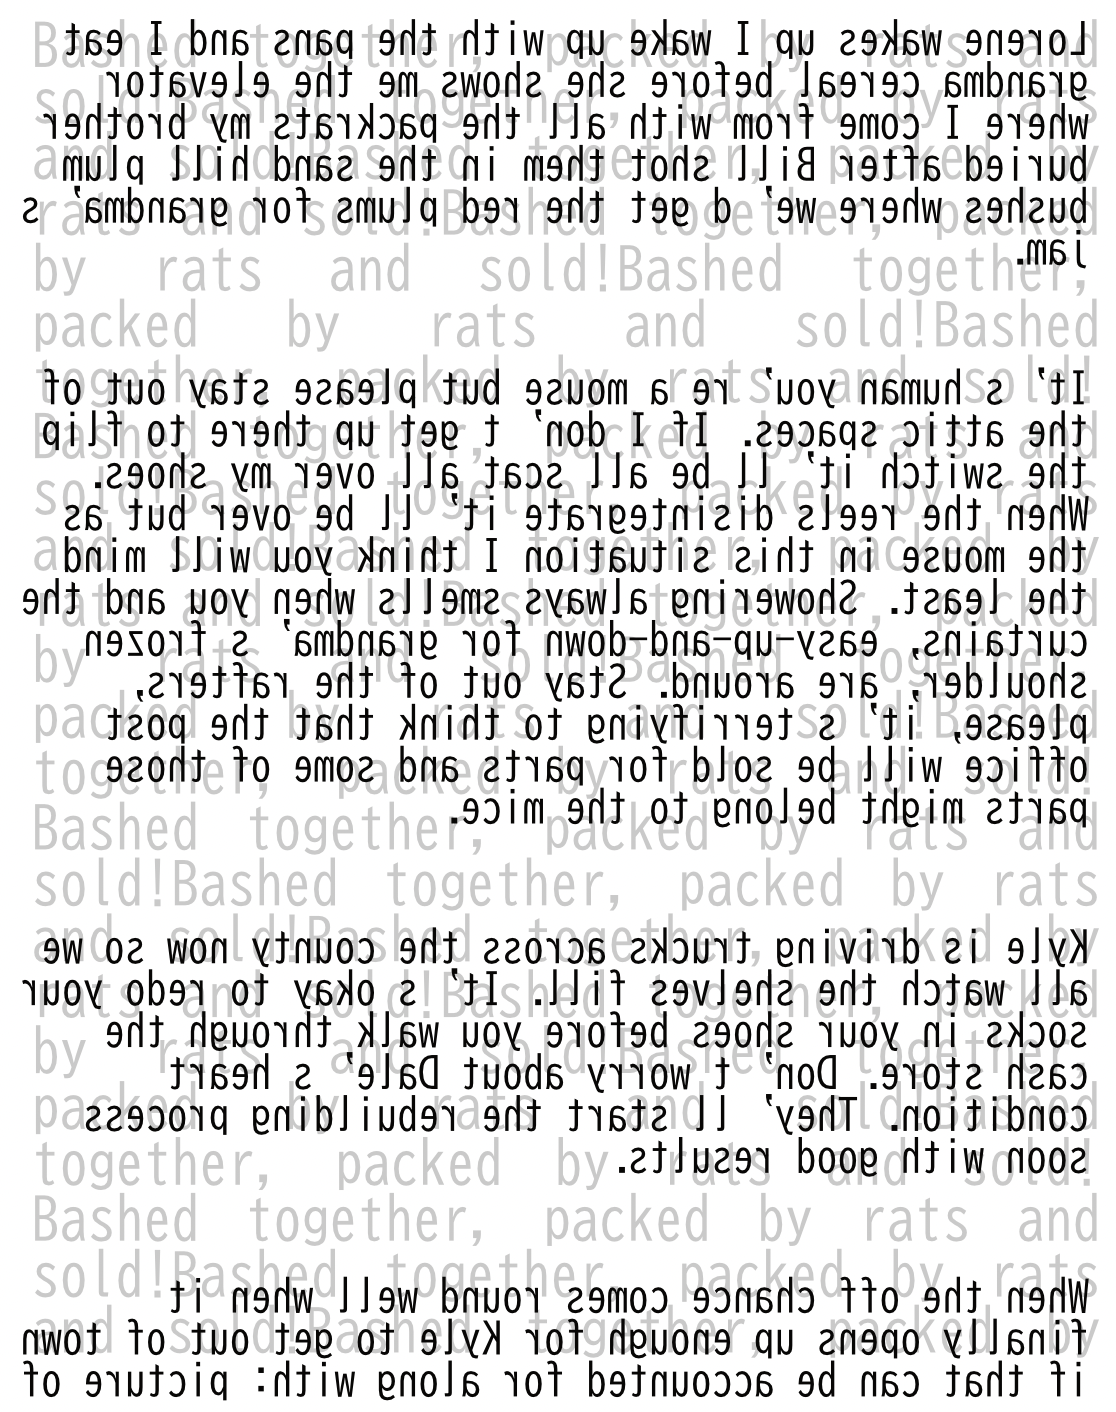 Lorene wakes up I wake up with the pans and I eat
grandma cereal before she shows me the elevator
where I come from with all the packrats my brother
buried after Bill shot them in the sand hill plum
bushes where we'd get the red plums for grandma's
jam.
It's human you're a mouse but please stay out of
the attic spaces. If I don't get up there to flip
the switch it'll be all scat all over my shoes.
When the reels disintegrate it'll be over but as
the mouse in this situation I think you will mind
the least. Showering always smells when you and the
curtains, easy-up-and-down for grandma's frozen
shoulder, are around. Stay out of the rafters,
please, it's terrifying to think that the post
office will be sold for parts and some of those
parts might belong to the mice.
Kyle is driving trucks across the county now so we
all watch the shelves fill. It's okay to redo your
socks in your shoes before you walk through the
cash store. Don't worry about Dale's heart
condition. They'll start the rebuilding process
soon with good results.
When the off chance comes round well when it
finally opens up enough for Kyle to get out of town
if that can be accounted for along with: picture of
Bashed together, packed by rats and
sold!Bashed together, packed by rats
and sold!Bashed together, packed by
rats and sold!Bashed together, packed
by rats and sold!Bashed together,
packed by rats and sold!Bashed
together, packed by rats and sold!
Bashed together, packed by rats and
sold!Bashed together, packed by rats
and sold!Bashed together, packed by
rats and sold!Bashed together, packed
by rats and sold!Bashed together,
packed by rats and sold!Bashed
together, packed by rats and sold!
Bashed together, packed by rats and
sold!Bashed together, packed by rats
and sold!Bashed together, packed by
rats and sold!Bashed together, packed
by rats and sold!Bashed together,
packed by rats and sold!Bashed
together, packed by rats and sold!
Bashed together, packed by rats and
sold!Bashed together, packed by rats
and sold!Bashed together, packed by